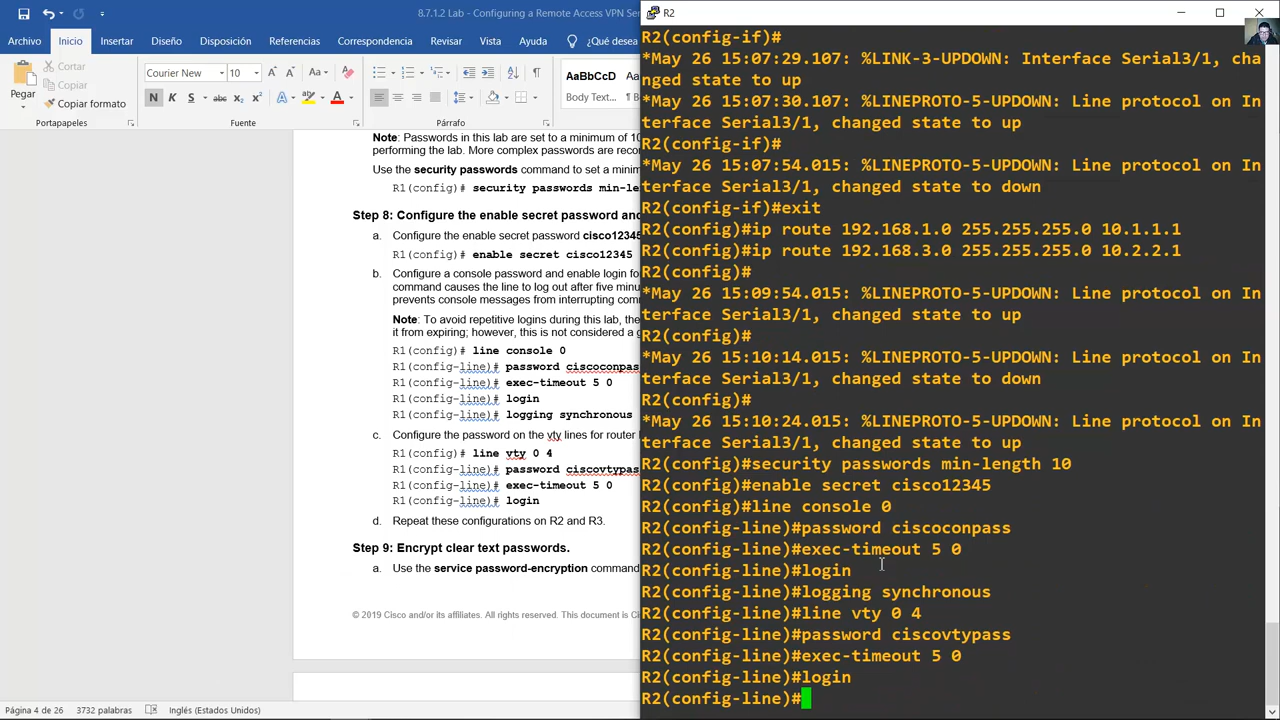 8.7.1.2 Lab - Configuring a Remote Access VPN Ser
Archivo Inicio Insertar Diseño Disposición Referencias Correspondencia Revisar Vista ¿Qué desea
Pegar
Cortar
Copiar
Copiar formato
Portapapeles
Courier New 10
Fuente
Párrafo
AaBbCcD
Body Text...
Note: Passwords in this lab are set to a minimum of 10
performing the lab. More complex passwords are recor
Use the security passwords command to set a minim
R1(config)# security passwords min-le
Step 8: Configure the enable secret password and
a. Configure the enable secret password cisco12345
R1(config)# enable secret cisco12345
b. Configure a console password and enable login fo
command causes the line to log out after five minu
prevents console messages from interrupting com
Note: To avoid repetitive logins during this lab, the
it from expiring; however, this is not considered a g
R1(config)# line console 0
R1(config-line)# password ciscoconpas
R1(config-line)# exec-timeout 5 0
R1(config-line)# login
R1(config-line)# logging synchronous
c. Configure the password on the vty lines for router
R1(config)# line vty 0 4
R1(config-line)# password ciscovtypas
R1(config-line)# exec-timeout 5 0
R1(config-line)# login
d. Repeat these configurations on R2 and R3.
Step 9: Encrypt clear text passwords.
a. Use the service password-encryption command
© 2019 Cisco and/or its affiliates. All rights reserved. This document is Cis
Página 4 de 26 3732 palabras Inglés (Estados Unidos)
R2
R2(config-if)#
*May 26 15:07:29.107: %LINK-3-UPDOWN: Interface Serial3/1, cha
nged state to up
*May 26 15:07:30.107: %LINEPROTO-5-UPDOWN: Line protocol on In
terface Serial3/1, changed state to up
R2(config-if)#
*May 26 15:07:54.015: %LINEPROTO-5-UPDOWN: Line protocol on In
terface Serial3/1, changed state to down
R2(config-if)#exit
R2(config)#ip route 192.168.1.0 255.255.255.0 10.1.1.1
R2(config)#ip route 192.168.3.0 255.255.255.0 10.2.2.1
R2(config)#
*May 26 15:09:54.015: %LINEPROTO-5-UPDOWN: Line protocol on In
terface Serial3/1, changed state to up
R2(config)#
*May 26 15:10:14.015: %LINEPROTO-5-UPDOWN: Line protocol on In
terface Serial3/1, changed state to down
R2(config)#
*May 26 15:10:24.015: %LINEPROTO-5-UPDOWN: Line protocol on In
terface Serial3/1, changed state to up
R2(config)#security passwords min-length 10
R2(config)#enable secret cisco12345
R2(config)#line console 0
R2(config-line)#password ciscoconpass
R2(config-line)#exec-timeout 5 0
R2(config-line)#login
R2(config-line)#logging synchronous
R2(config-line)#line vty 0 4
R2(config-line)#password ciscovtypass
R2(config-line)#exec-timeout 5 0
R2(config-line)#login
R2(config-line)#